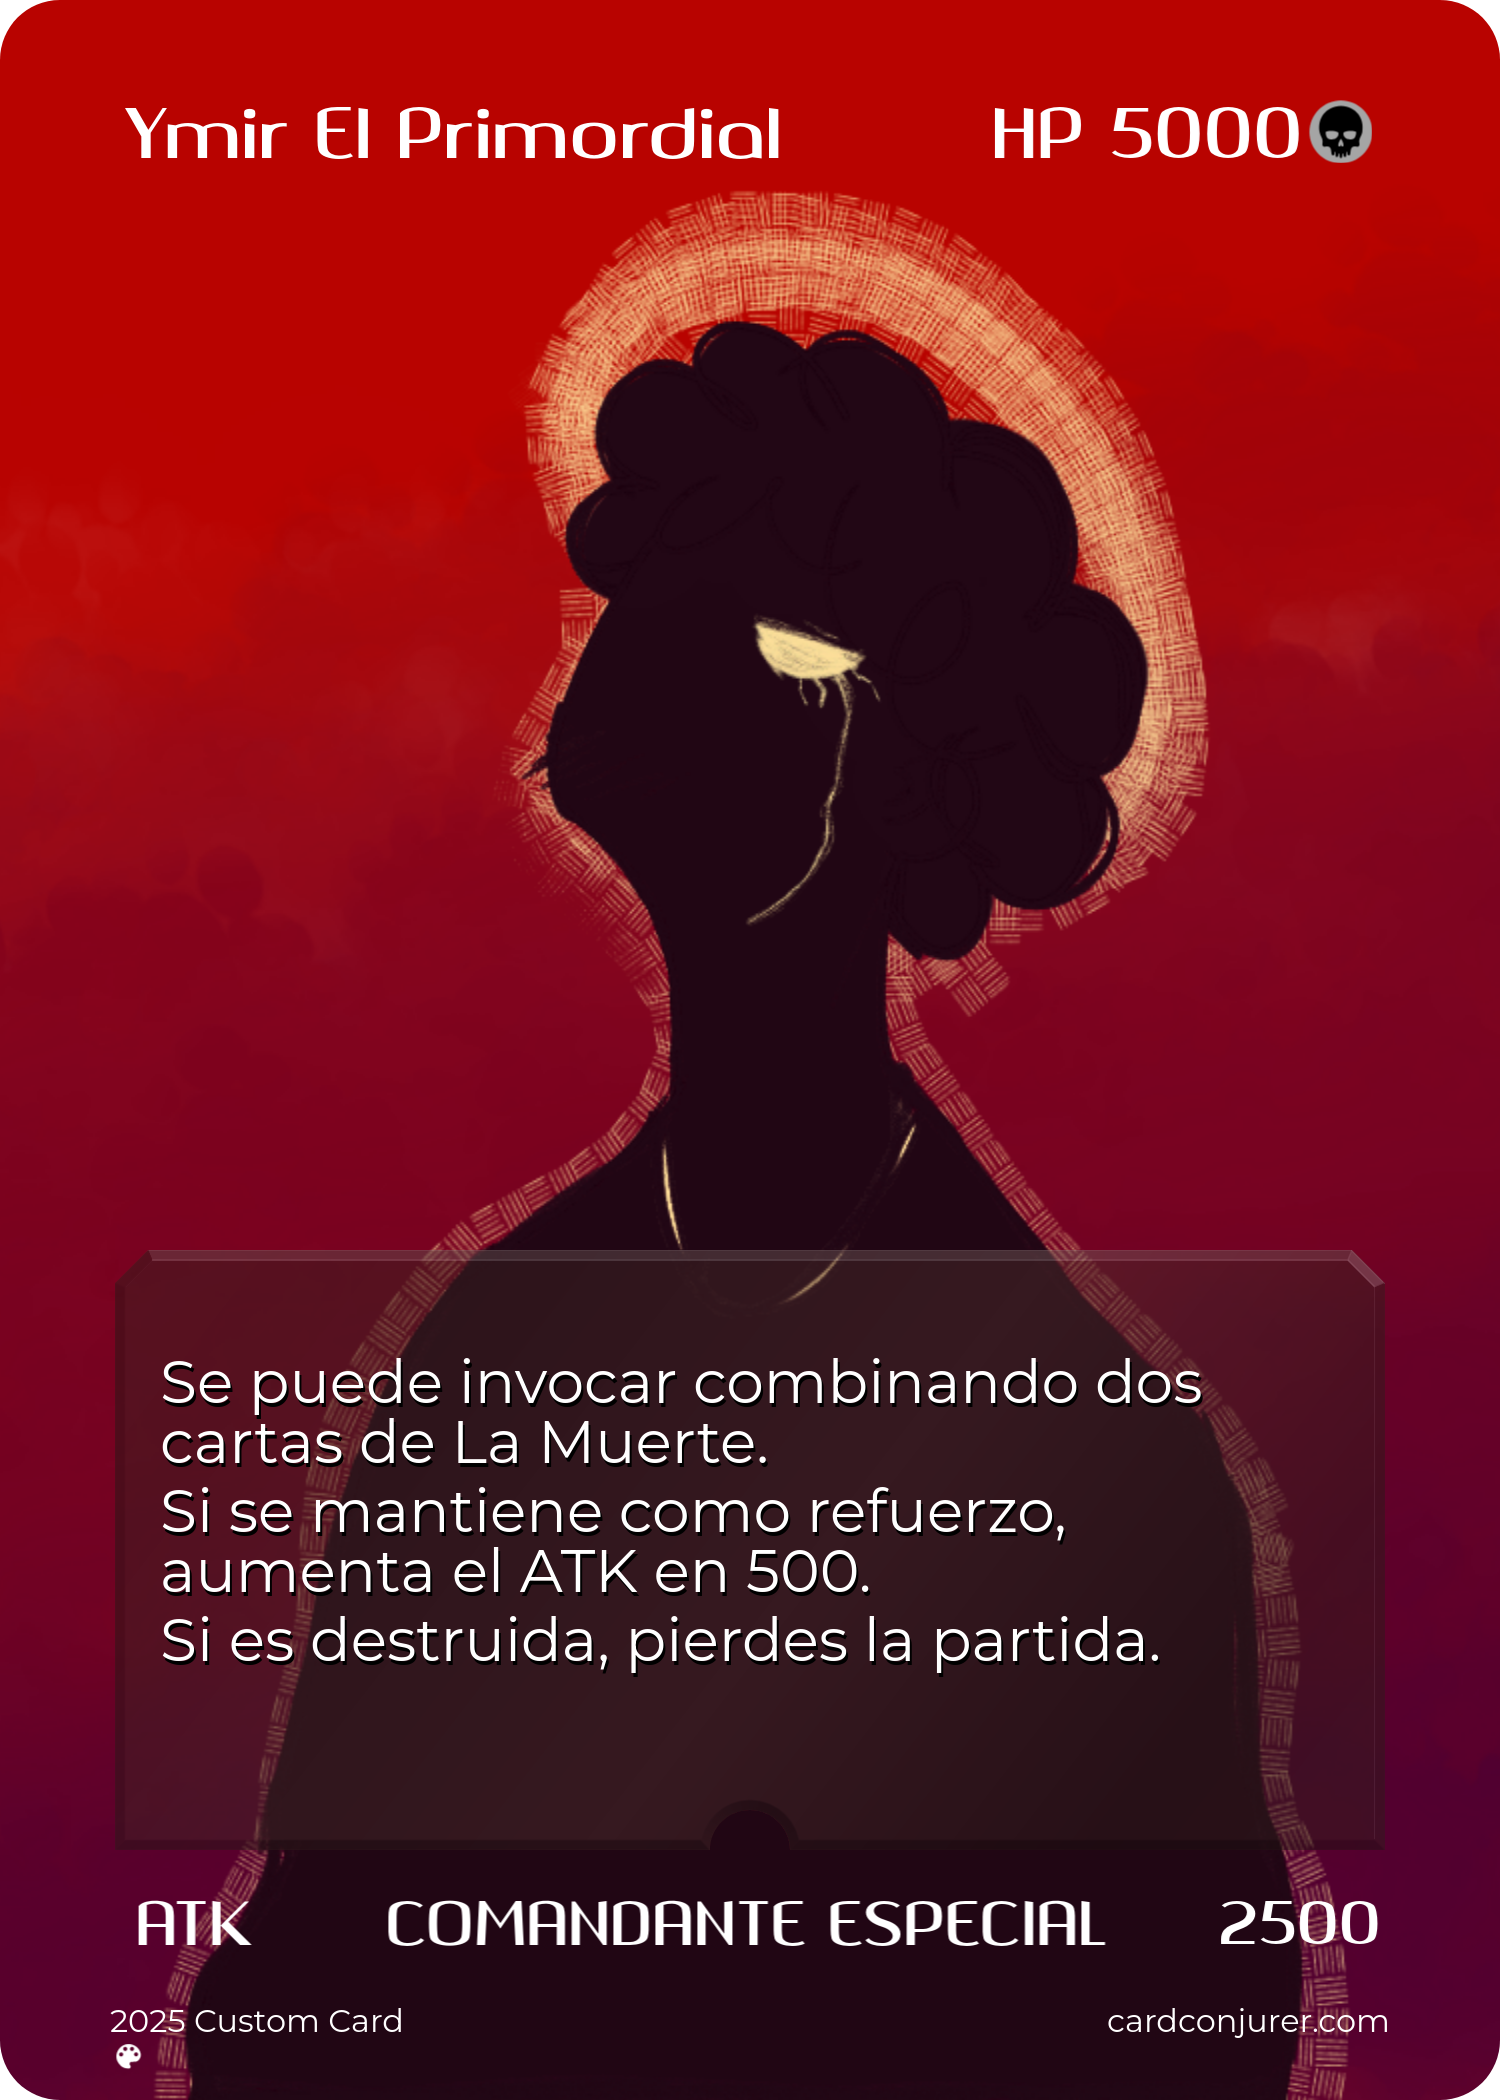 Ymir El Primordial HP 5000
Se puede invocar combinando dos
cartas de La Muerte.
Si se mantiene como refuerzo,
aumenta el ATK en 500.
Si es destruida, pierdes la partida.
ATK COMANDANTE ESPECIAL 2500
2025 Custom Card cardconjurer.com